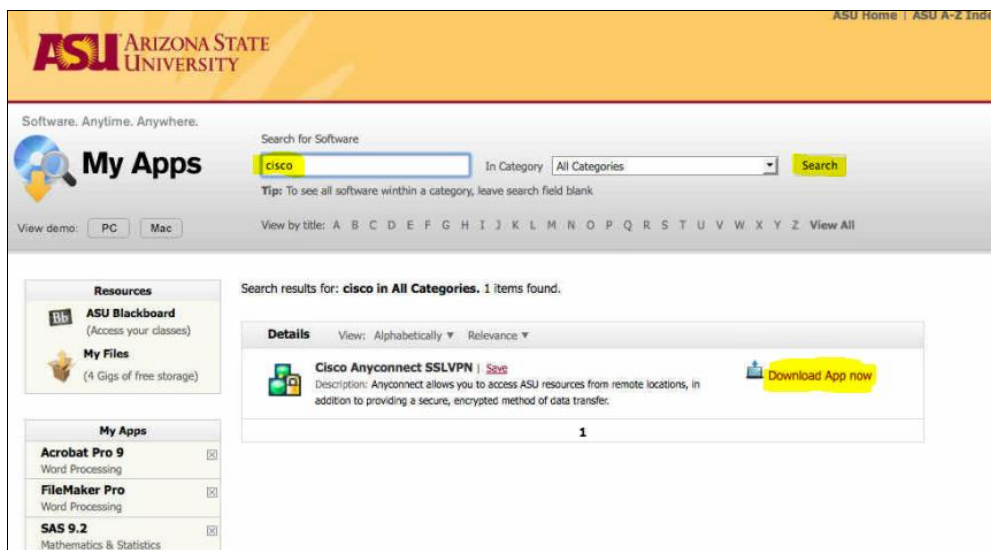 ASU Home | ASU A-Z Inde
ASU ARIZONA STATE
UNIVERSITY
Software. Anytime. Anywhere.
My Apps
View demo: PC Mac
Search for Software
cisco In Category All Categories Search
Tip: To see all software winthin a category, leave search field blank
View by title: A B C D E F G H I J K L M N O P Q R S T U V W X Y Z View All
Resources
Bb ASU Blackboard
(Access your classes)
My Files
(4 Gigs of free storage)
My Apps
Acrobat Pro 9
Word Processing
FileMaker Pro
Word Processing
SAS 9.2
Mathematics & Statistics
Search results for: cisco in All Categories. 1 items found.
Details View: Alphabetically ▼ Relevance ▼
Cisco Anyconnect SSLVPN | Save
Description: Anyconnect allows you to access ASU resources from remote locations, in
addition to providing a secure, encrypted method of data transfer.
Download App now
1